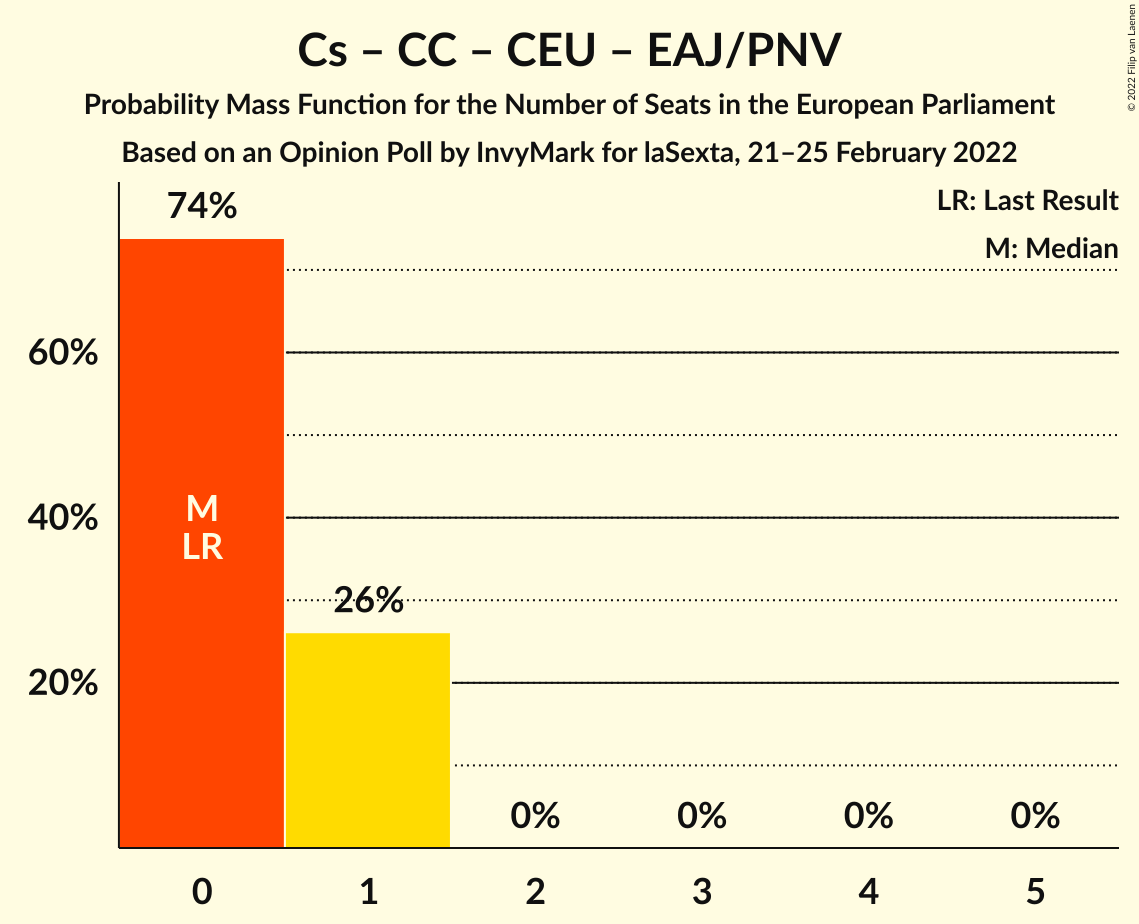 Cs – CC – CEU – EAJ/PNV
Probability Mass Function for the Number of Seats in the European Parliament
Based on an Opinion Poll by InvyMark for laSexta, 21–25 February 2022
© 2022 Filip van Laenen
LR: Last Result
M: Median
74%
60%
40%
20%
M
LR
26%
0%
0%
0%
0%
0
1
2
3
4
5